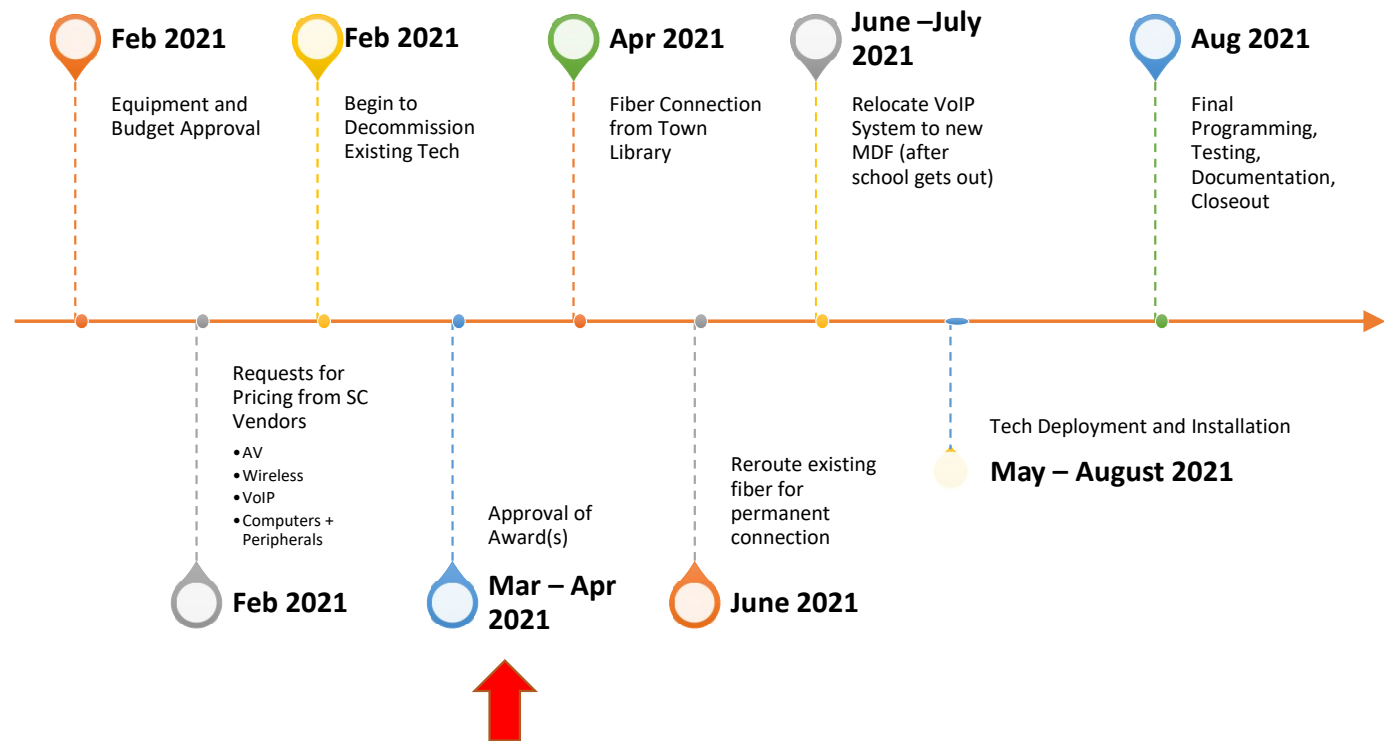 Feb 2021
Equipment and
Budget Approval
Feb 2021
Begin to
Decommission
Existing Tech
Apr 2021
Fiber Connection
from Town
Library
June –July
2021
Relocate VoIP
System to new
MDF (after
school gets out)
Aug 2021
Final
Programming,
Testing,
Documentation,
Closeout
Requests for
Pricing from SC
Vendors
•AV
•Wireless
•VoIP
•Computers +
Peripherals
Feb 2021
Approval of
Award(s)
Mar – Apr
2021
Reroute existing
fiber for
permanent
connection
June 2021
Tech Deployment and Installation
May – August 2021